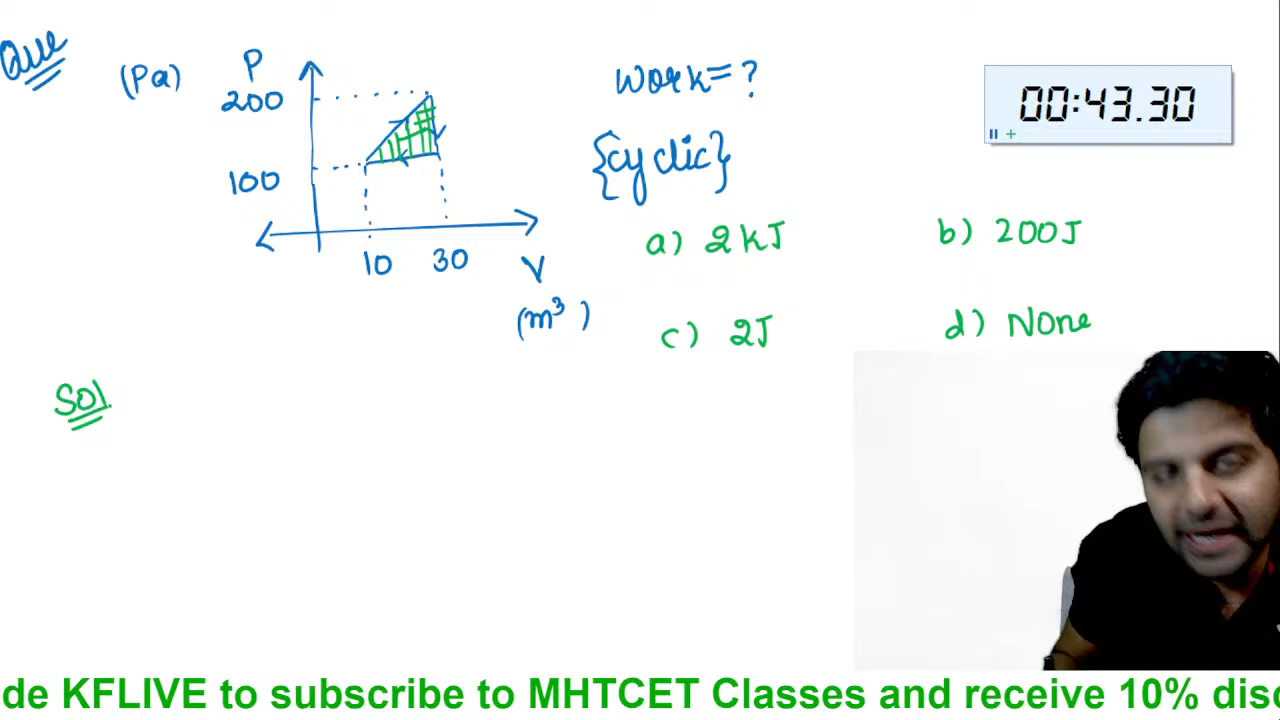 Que
(Pa)
P
200
100
10
30
V
(m³)
Work=?
{cyclic}
a) 2KJ
b) 200J
c) 2J
d) None
00:43.30
Sol
de KFLIVE to subscribe to MHTCET Classes and receive 10% disc